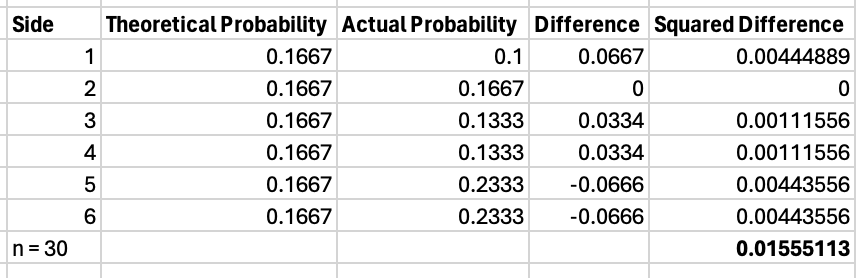 Side Theoretical Probability Actual Probability Difference Squared Difference
1 0.1667 0.1 0.0667 0.00444889
2 0.1667 0.1667 0 0
3 0.1667 0.1333 0.0334 0.00111556
4 0.1667 0.1333 0.0334 0.00111556
5 0.1667 0.2333 -0.0666 0.00443556
6 0.1667 0.2333 -0.0666 0.00443556
n = 30 0.01555113